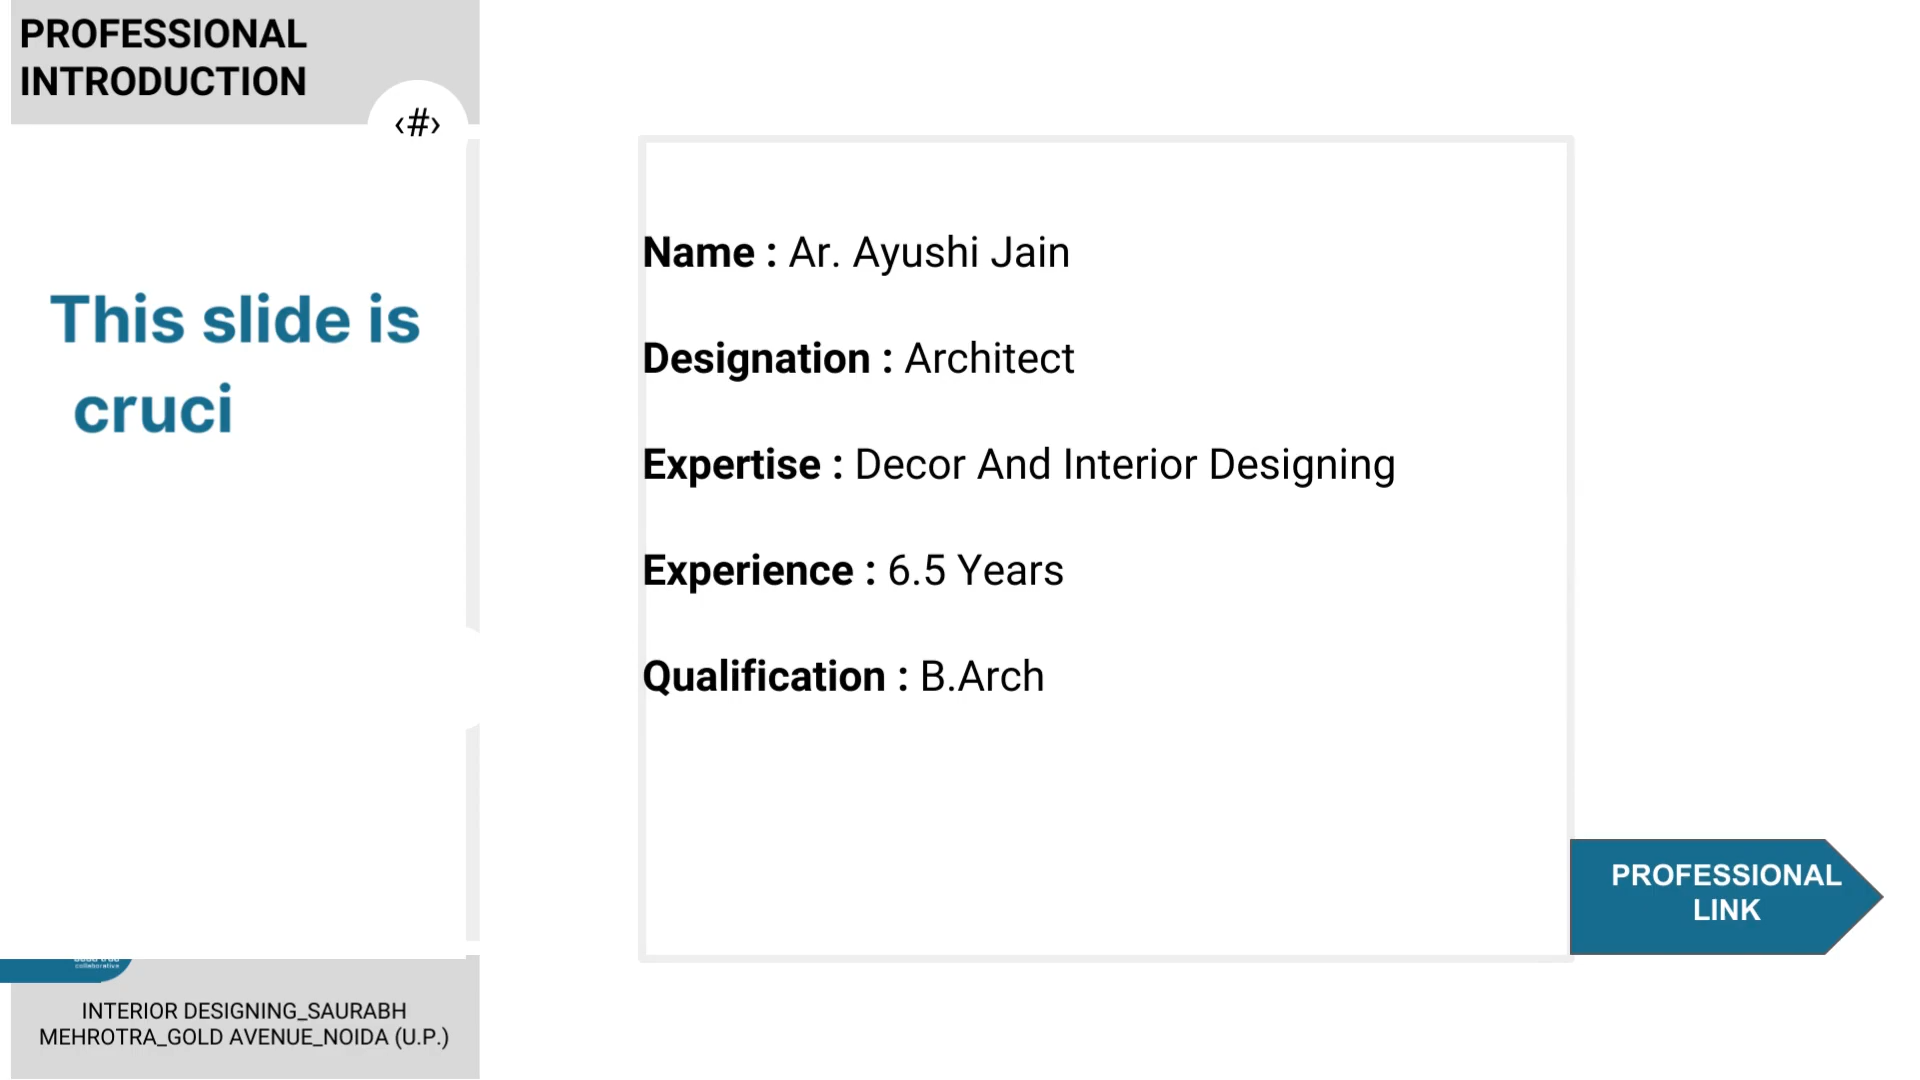 PROFESSIONAL
INTRODUCTION
‹#›
This slide is
cruci
Name : Ar. Ayushi Jain
Designation : Architect
Expertise : Decor And Interior Designing
Experience : 6.5 Years
Qualification : B.Arch
PROFESSIONAL
LINK
collaborative
INTERIOR DESIGNING_SAURABH
MEHROTRA_GOLD AVENUE_NOIDA (U.P.)